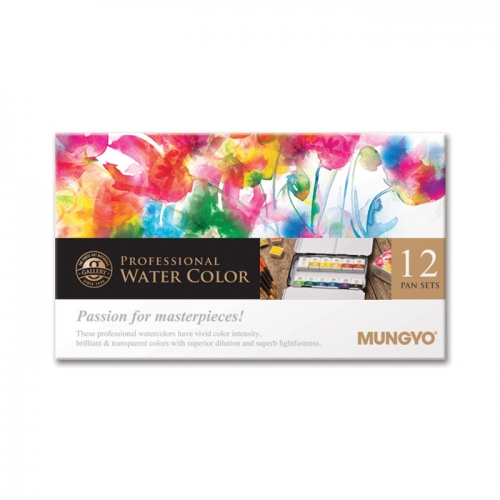 GALLERY
PROFESSIONAL
WATER COLOR
12
PAN SETS
Passion for masterpieces!
These professional watercolors have vivid color intensity,
brilliant & transparent colors with superior dilution and superb lightfastness.
MUNGYO®